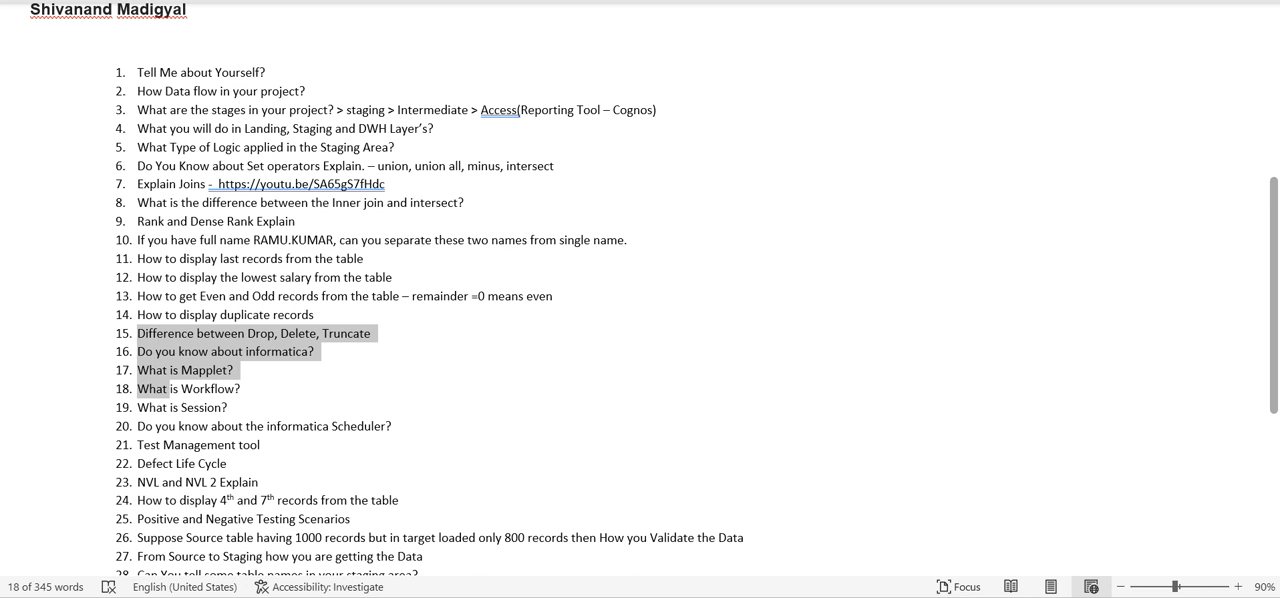 Shivanand Madigyal
1. Tell Me about Yourself?
2. How Data flow in your project?
3. What are the stages in your project? > staging > Intermediate > Access(Reporting Tool – Cognos)
4. What you will do in Landing, Staging and DWH Layer’s?
5. What Type of Logic applied in the Staging Area?
6. Do You Know about Set operators Explain. – union, union all, minus, intersect
7. Explain Joins - https://youtu.be/SA65gS7fHdc
8. What is the difference between the Inner join and intersect?
9. Rank and Dense Rank Explain
10. If you have full name RAMU.KUMAR, can you separate these two names from single name.
11. How to display last records from the table
12. How to display the lowest salary from the table
13. How to get Even and Odd records from the table – remainder =0 means even
14. How to display duplicate records
15. Difference between Drop, Delete, Truncate
16. Do you know about informatica?
17. What is Mapplet?
18. What is Workflow?
19. What is Session?
20. Do you know about the informatica Scheduler?
21. Test Management tool
22. Defect Life Cycle
23. NVL and NVL 2 Explain
24. How to display 4th and 7th records from the table
25. Positive and Negative Testing Scenarios
26. Suppose Source table having 1000 records but in target loaded only 800 records then How you Validate the Data
27. From Source to Staging how you are getting the Data
28. Can You tell some table names in your staging area?
18 of 345 words English (United States) Accessibility: Investigate Focus 90%